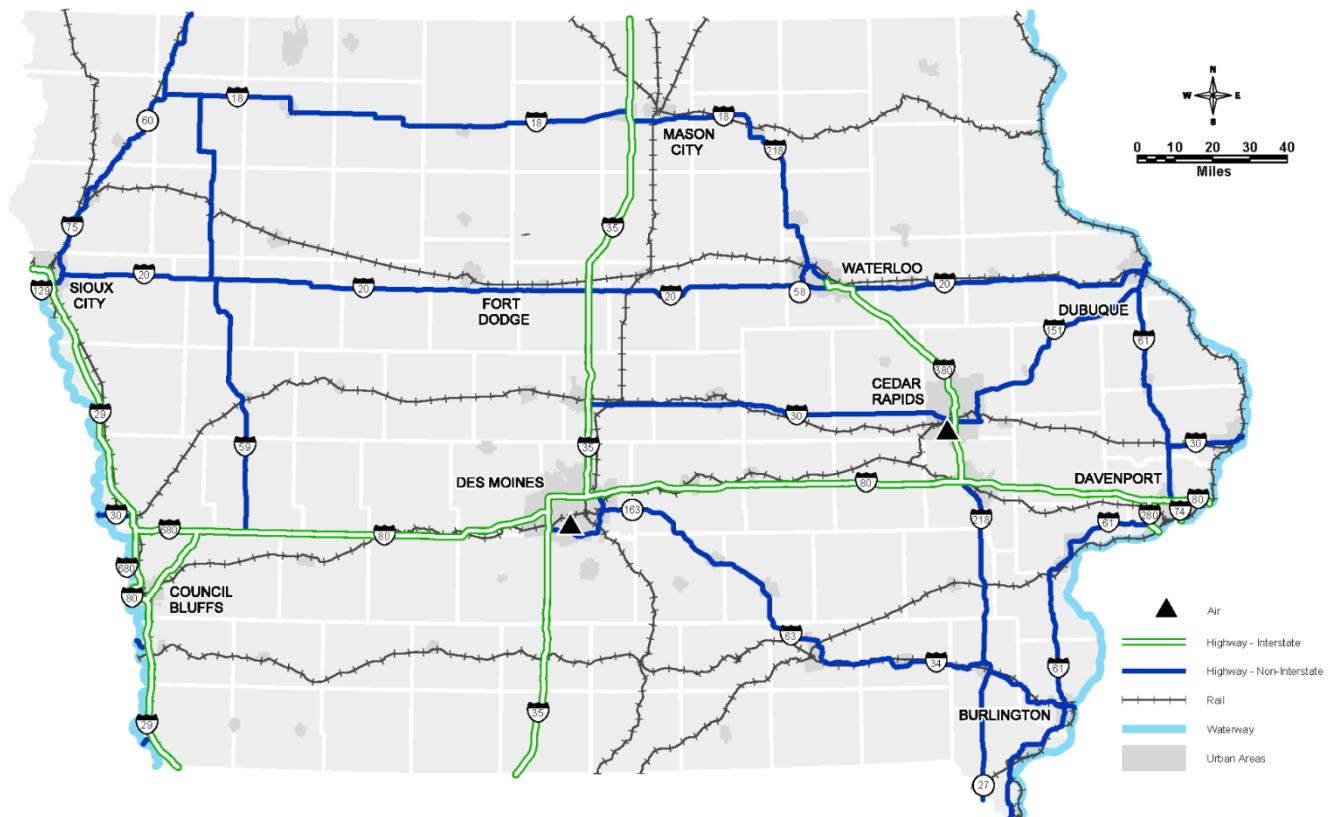 N
W E
S
0 10 20 30 40
Miles
18
60
18
18
MASON
CITY
218
75
35
20
SIOUX
CITY
129
20
FORT
DODGE
20
58
WATERLOO
20
DUBUQUE
151
61
380
CEDAR
RAPIDS
29
59
35
30
30
DES MOINES
163
80
DAVENPORT
80
280
74
30
680
80
218
61
680
80
COUNCIL
BLUFFS
63
34
61
29
35
BURLINGTON
27
Air
Highway - Interstate
Highway - Non-Interstate
Rail
Waterway
Urban Areas